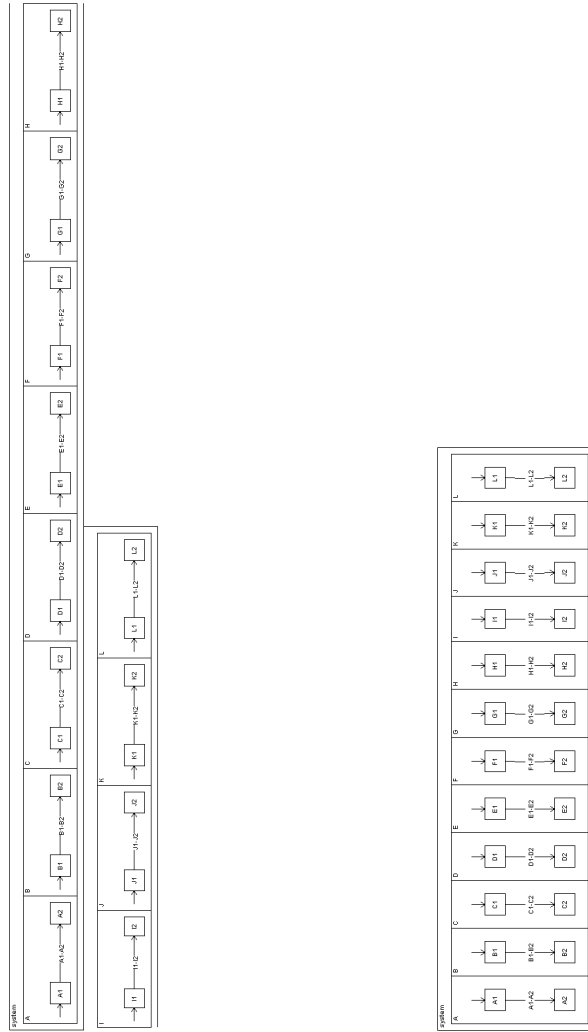 system
A
A1
A1-A2
A2
B
B1
B1-B2
B2
C
C1
C1-C2
C2
D
D1
D1-D2
D2
E
E1
E1-E2
E2
F
F1
F1-F2
F2
G
G1
G1-G2
G2
H
H1
H1-H2
H2
I
I1
I1-I2
I2
J
J1
J1-J2
J2
K
K1
K1-K2
K2
L
L1
L1-L2
L2
system
A
A1
A1-A2
A2
B
B1
B1-B2
B2
C
C1
C1-C2
C2
D
D1
D1-D2
D2
E
E1
E1-E2
E2
F
F1
F1-F2
F2
G
G1
G1-G2
G2
H
H1
H1-H2
H2
I
I1
I1-I2
I2
J
J1
J1-J2
J2
K
K1
K1-K2
K2
L
L1
L1-L2
L2